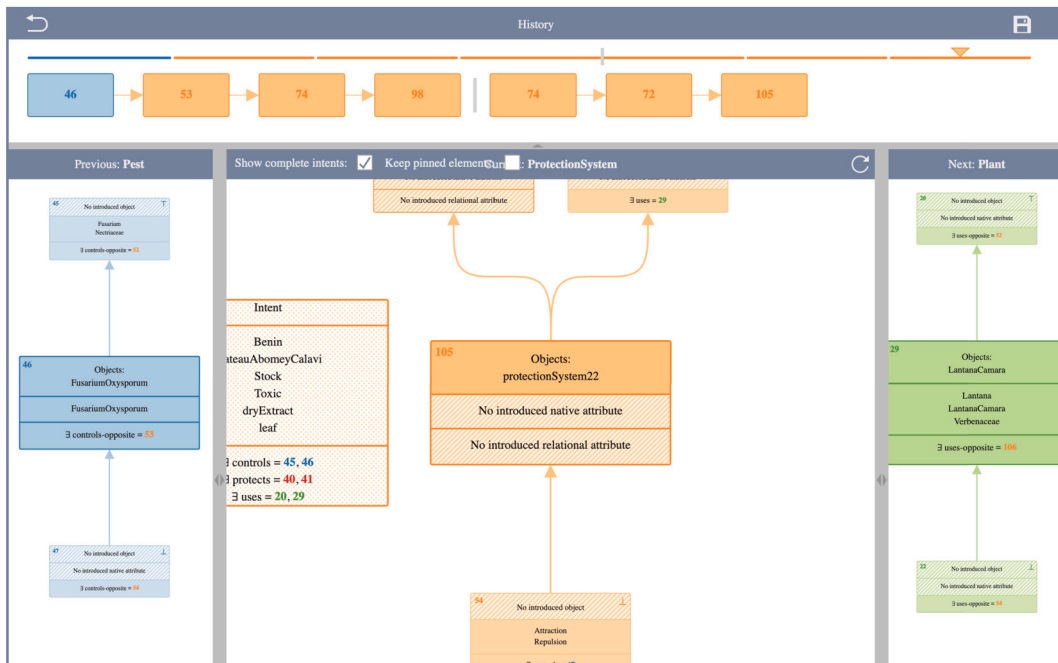 History
46
53
74
98
74
72
105
Previous: Pest
Show complete intents:
Keep pinned element
ProtectionSystem
Next: Plant
45
No introduced object
⊤
Fusarium
Nectriaceae
∃ controls-opposite = 52
46
Objects:
FusariumOxysporum
FusariumOxysporum
∃ controls-opposite = 53
47
No introduced object
⊥
No introduced native attribute
∃ controls-opposite = 54
No introduced relational attribute
∃ uses = 29
Intent
Benin
ateauAbomeyCalavi
Stock
Toxic
dryExtract
leaf
∃ controls = 45, 46
∃ protects = 40, 41
∃ uses = 20, 29
105
Objects:
protectionSystem22
No introduced native attribute
No introduced relational attribute
54
No introduced object
⊥
Attraction
Repulsion
20
No introduced object
⊤
No introduced native attribute
∃ uses-opposite = 52
29
Objects:
LantanaCamara
Lantana
LantanaCamara
Verbenaceae
∃ uses-opposite = 106
22
No introduced object
⊥
No introduced native attribute
∃ uses-opposite = 54